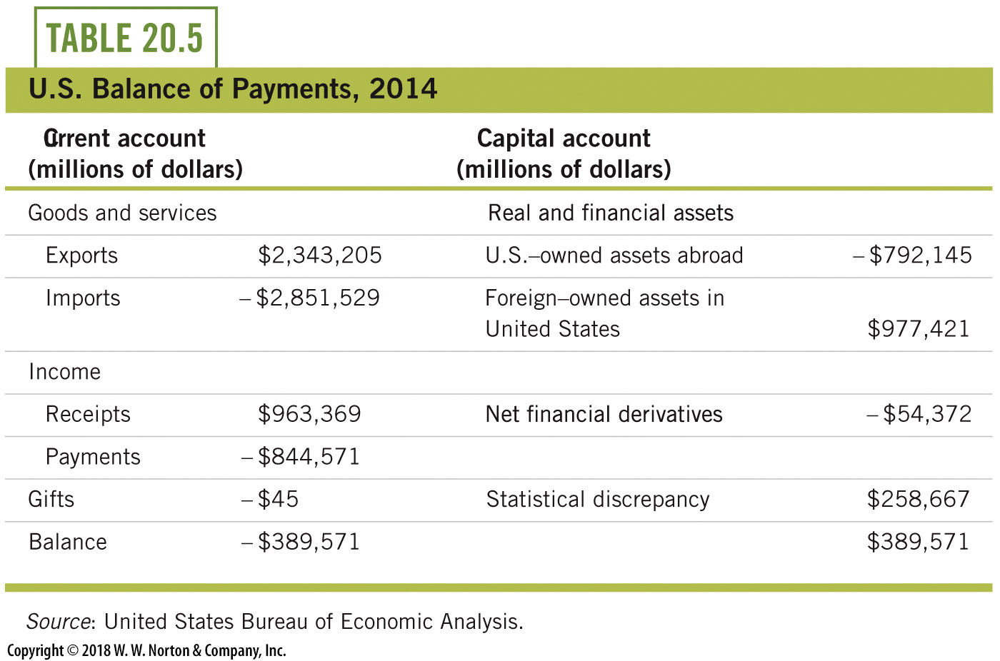 TABLE 20.5
U.S. Balance of Payments, 2014
Current account
(millions of dollars)
Capital account
(millions of dollars)
Goods and services Real and financial assets
Exports $2,343,205 U.S.–owned assets abroad – $792,145
Imports – $2,851,529 Foreign–owned assets in
United States $977,421
Income
Receipts $963,369 Net financial derivatives – $54,372
Payments – $844,571
Gifts – $45 Statistical discrepancy $258,667
Balance – $389,571 $389,571
Source: United States Bureau of Economic Analysis.
Copyright © 2018 W. W. Norton & Company, Inc.